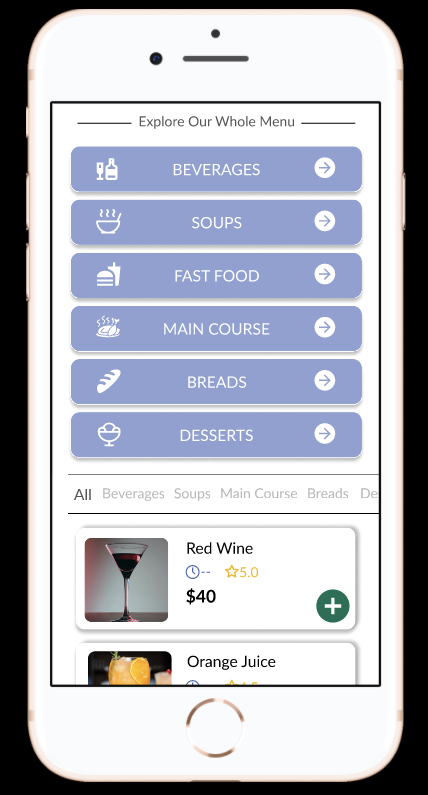 Explore Our Whole Menu
BEVERAGES
SOUPS
FAST FOOD
MAIN COURSE
BREADS
DESSERTS
All Beverages Soups Main Course Breads De
Red Wine
-- 5.0
$40
Orange Juice